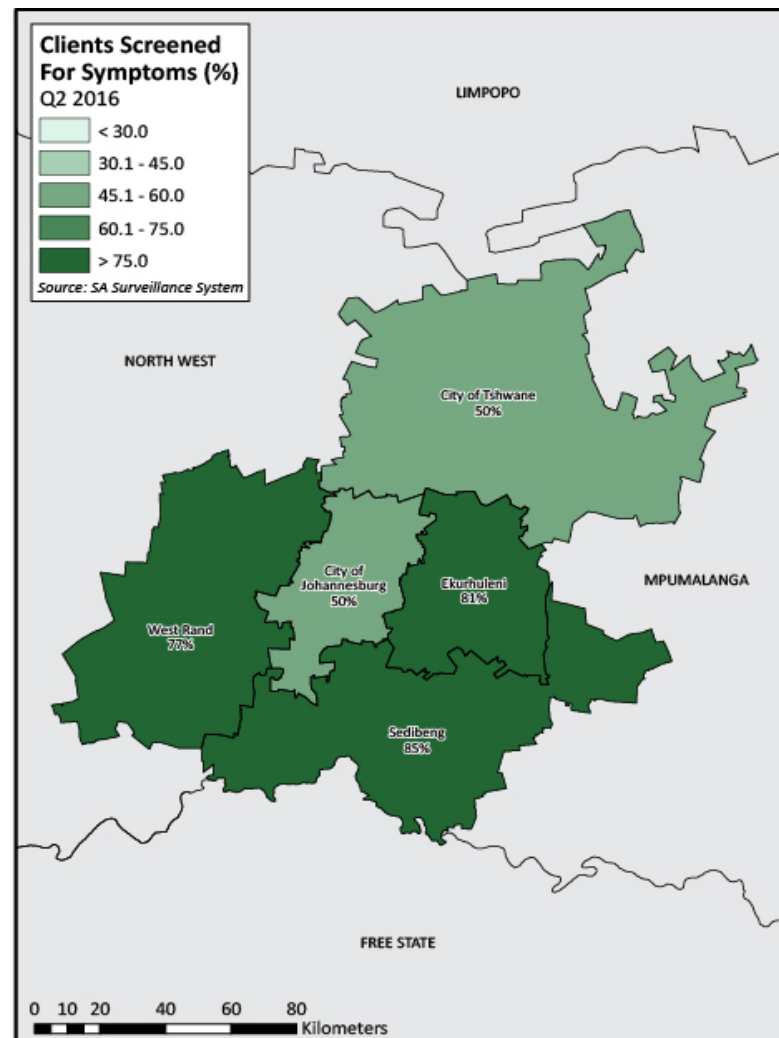 Clients Screened
For Symptoms (%)
Q2 2016
< 30.0
30.1 - 45.0
45.1 - 60.0
60.1 - 75.0
> 75.0
Source: SA Surveillance System
LIMPOPO
NORTH WEST
City of Tshwane
50%
City of
Johannesburg
50%
Ekurhuleni
81%
MPUMALANGA
West Rand
77%
Sedibeng
85%
FREE STATE
0 10 20 40 60 80
Kilometers